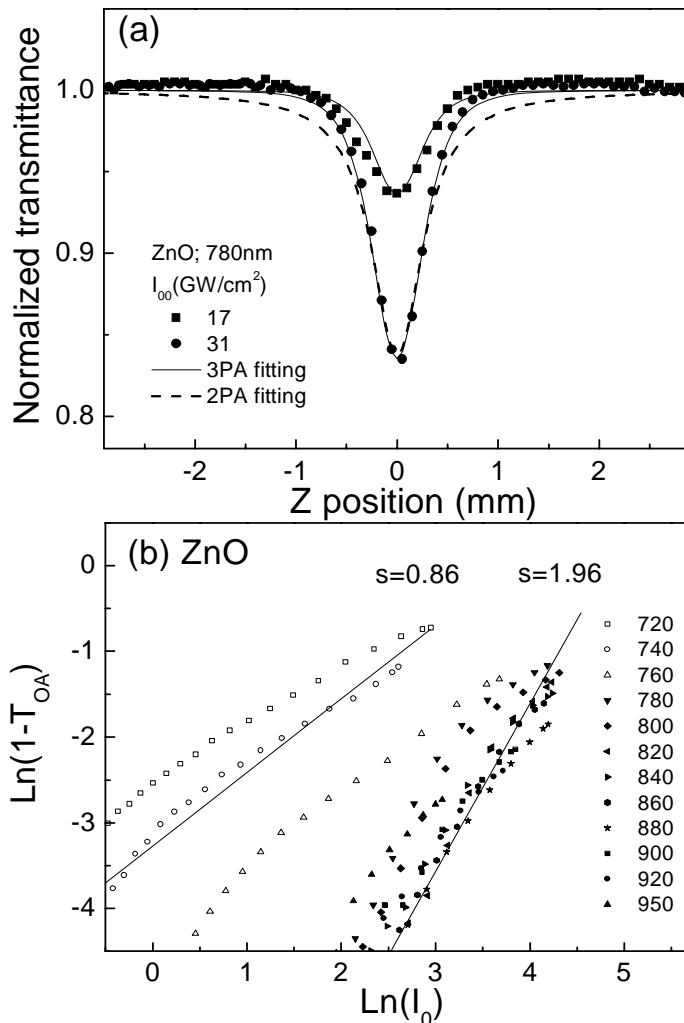 (a)
Normalized transmittance
1.0
0.9
0.8
ZnO; 780nm
I₀₀(GW/cm²)
17
31
3PA fitting
2PA fitting
-2 -1 0 1 2
Z position (mm)
(b) ZnO
s=0.86 s=1.96
Ln(1-T_OA)
0
-1
-2
-3
-4
720
740
760
780
800
820
840
860
880
900
920
950
0 1 2 3 4 5
Ln(I₀)